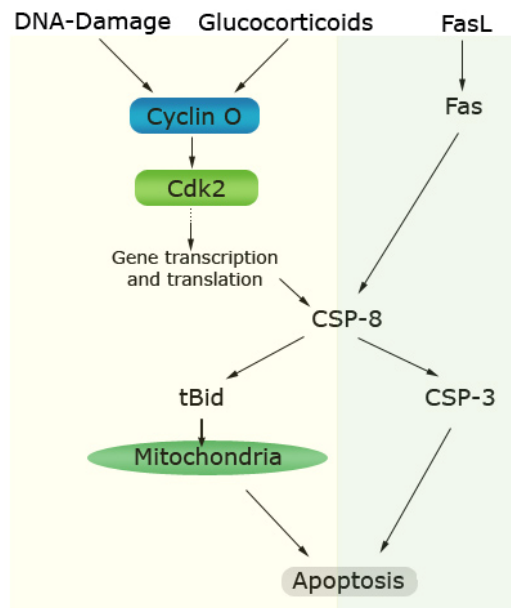 DNA-Damage Glucocorticoids FasL
Cyclin O
Fas
Cdk2
Gene transcription
and translation
CSP-8
tBid
CSP-3
Mitochondria
Apoptosis